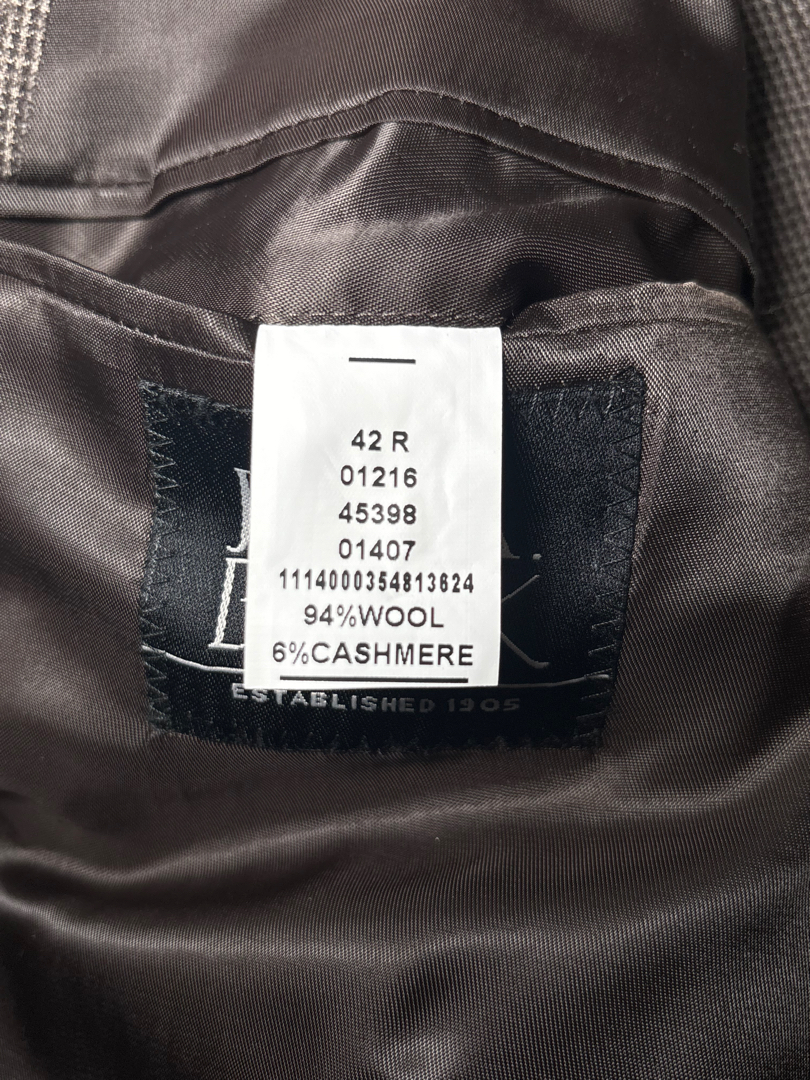 42 R
01216
45398
01407
1114000354813624
94%WOOL
6%CASHMERE
ESTABLISHED 1905